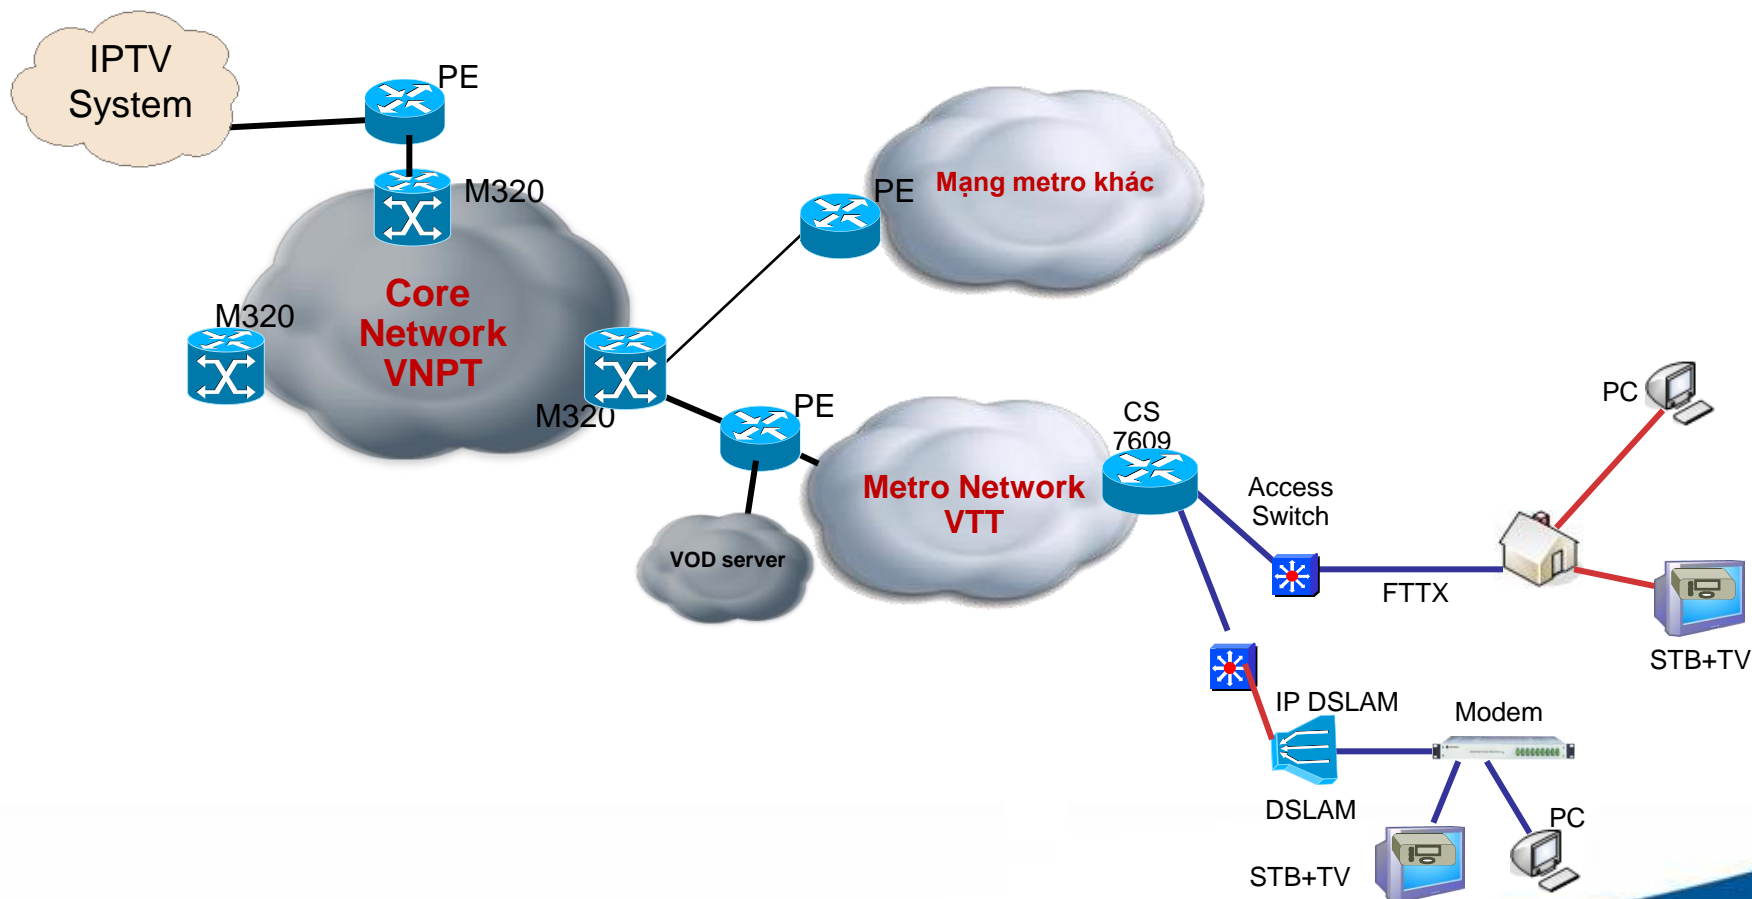 IPTV
System
PE
M320
PE
Mạng metro khác
Core
Network
VNPT
M320
M320
PE
CS
7609
PC
Metro Network
VTT
Access
Switch
VOD server
FTTX
STB+TV
IP DSLAM
Modem
DSLAM
PC
STB+TV